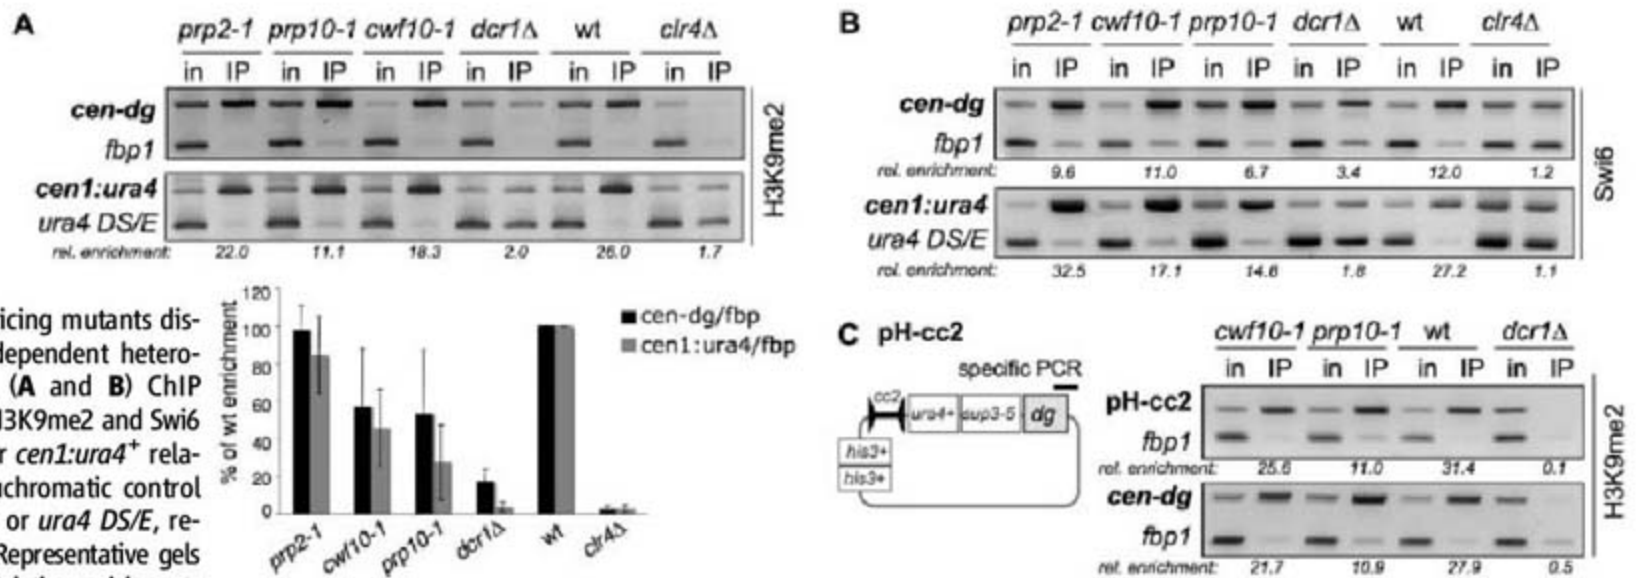 A
prp2-1 prp10-1 cwf10-1 dcr1Δ wt clr4Δ
in IP in IP in IP in IP in IP in IP
cen-dg
fbp1
cen1:ura4
ura4 DS/E
rel. enrichment: 22.0 11.1 18.3 2.0 26.0 1.7
H3K9me2
B
prp2-1 cwf10-1 prp10-1 dcr1Δ wt clr4Δ
in IP in IP in IP in IP in IP in IP
cen-dg
fbp1
rel. enrichment: 9.6 11.0 6.7 3.4 12.0 1.2
cen1:ura4
ura4 DS/E
rel. enrichment: 32.5 17.1 14.6 1.8 27.2 1.1
Swi6
icing mutants dis-
dependent hetero-
(A and B) ChIP
H3K9me2 and Swi6
r cen1:ura4+ rela-
uchromatic control
or ura4 DS/E, re-
Representative gels
% of wt enrichment
120
100
80
60
40
20
0
cen-dg/fbp
cen1:ura4/fbp
prp2-1 cwf10-1 prp10-1 dcr1Δ wt clr4Δ
C pH-cc2
specific PCR
cc2 ura4+ sup3-5 dg
his3+
his3+
cwf10-1 prp10-1 wt dcr1Δ
in IP in IP in IP in IP
pH-cc2
fbp1
rel. enrichment: 25.6 11.0 31.4 0.1
cen-dg
fbp1
rel. enrichment: 21.7 10.9 27.9 0.5
H3K9me2